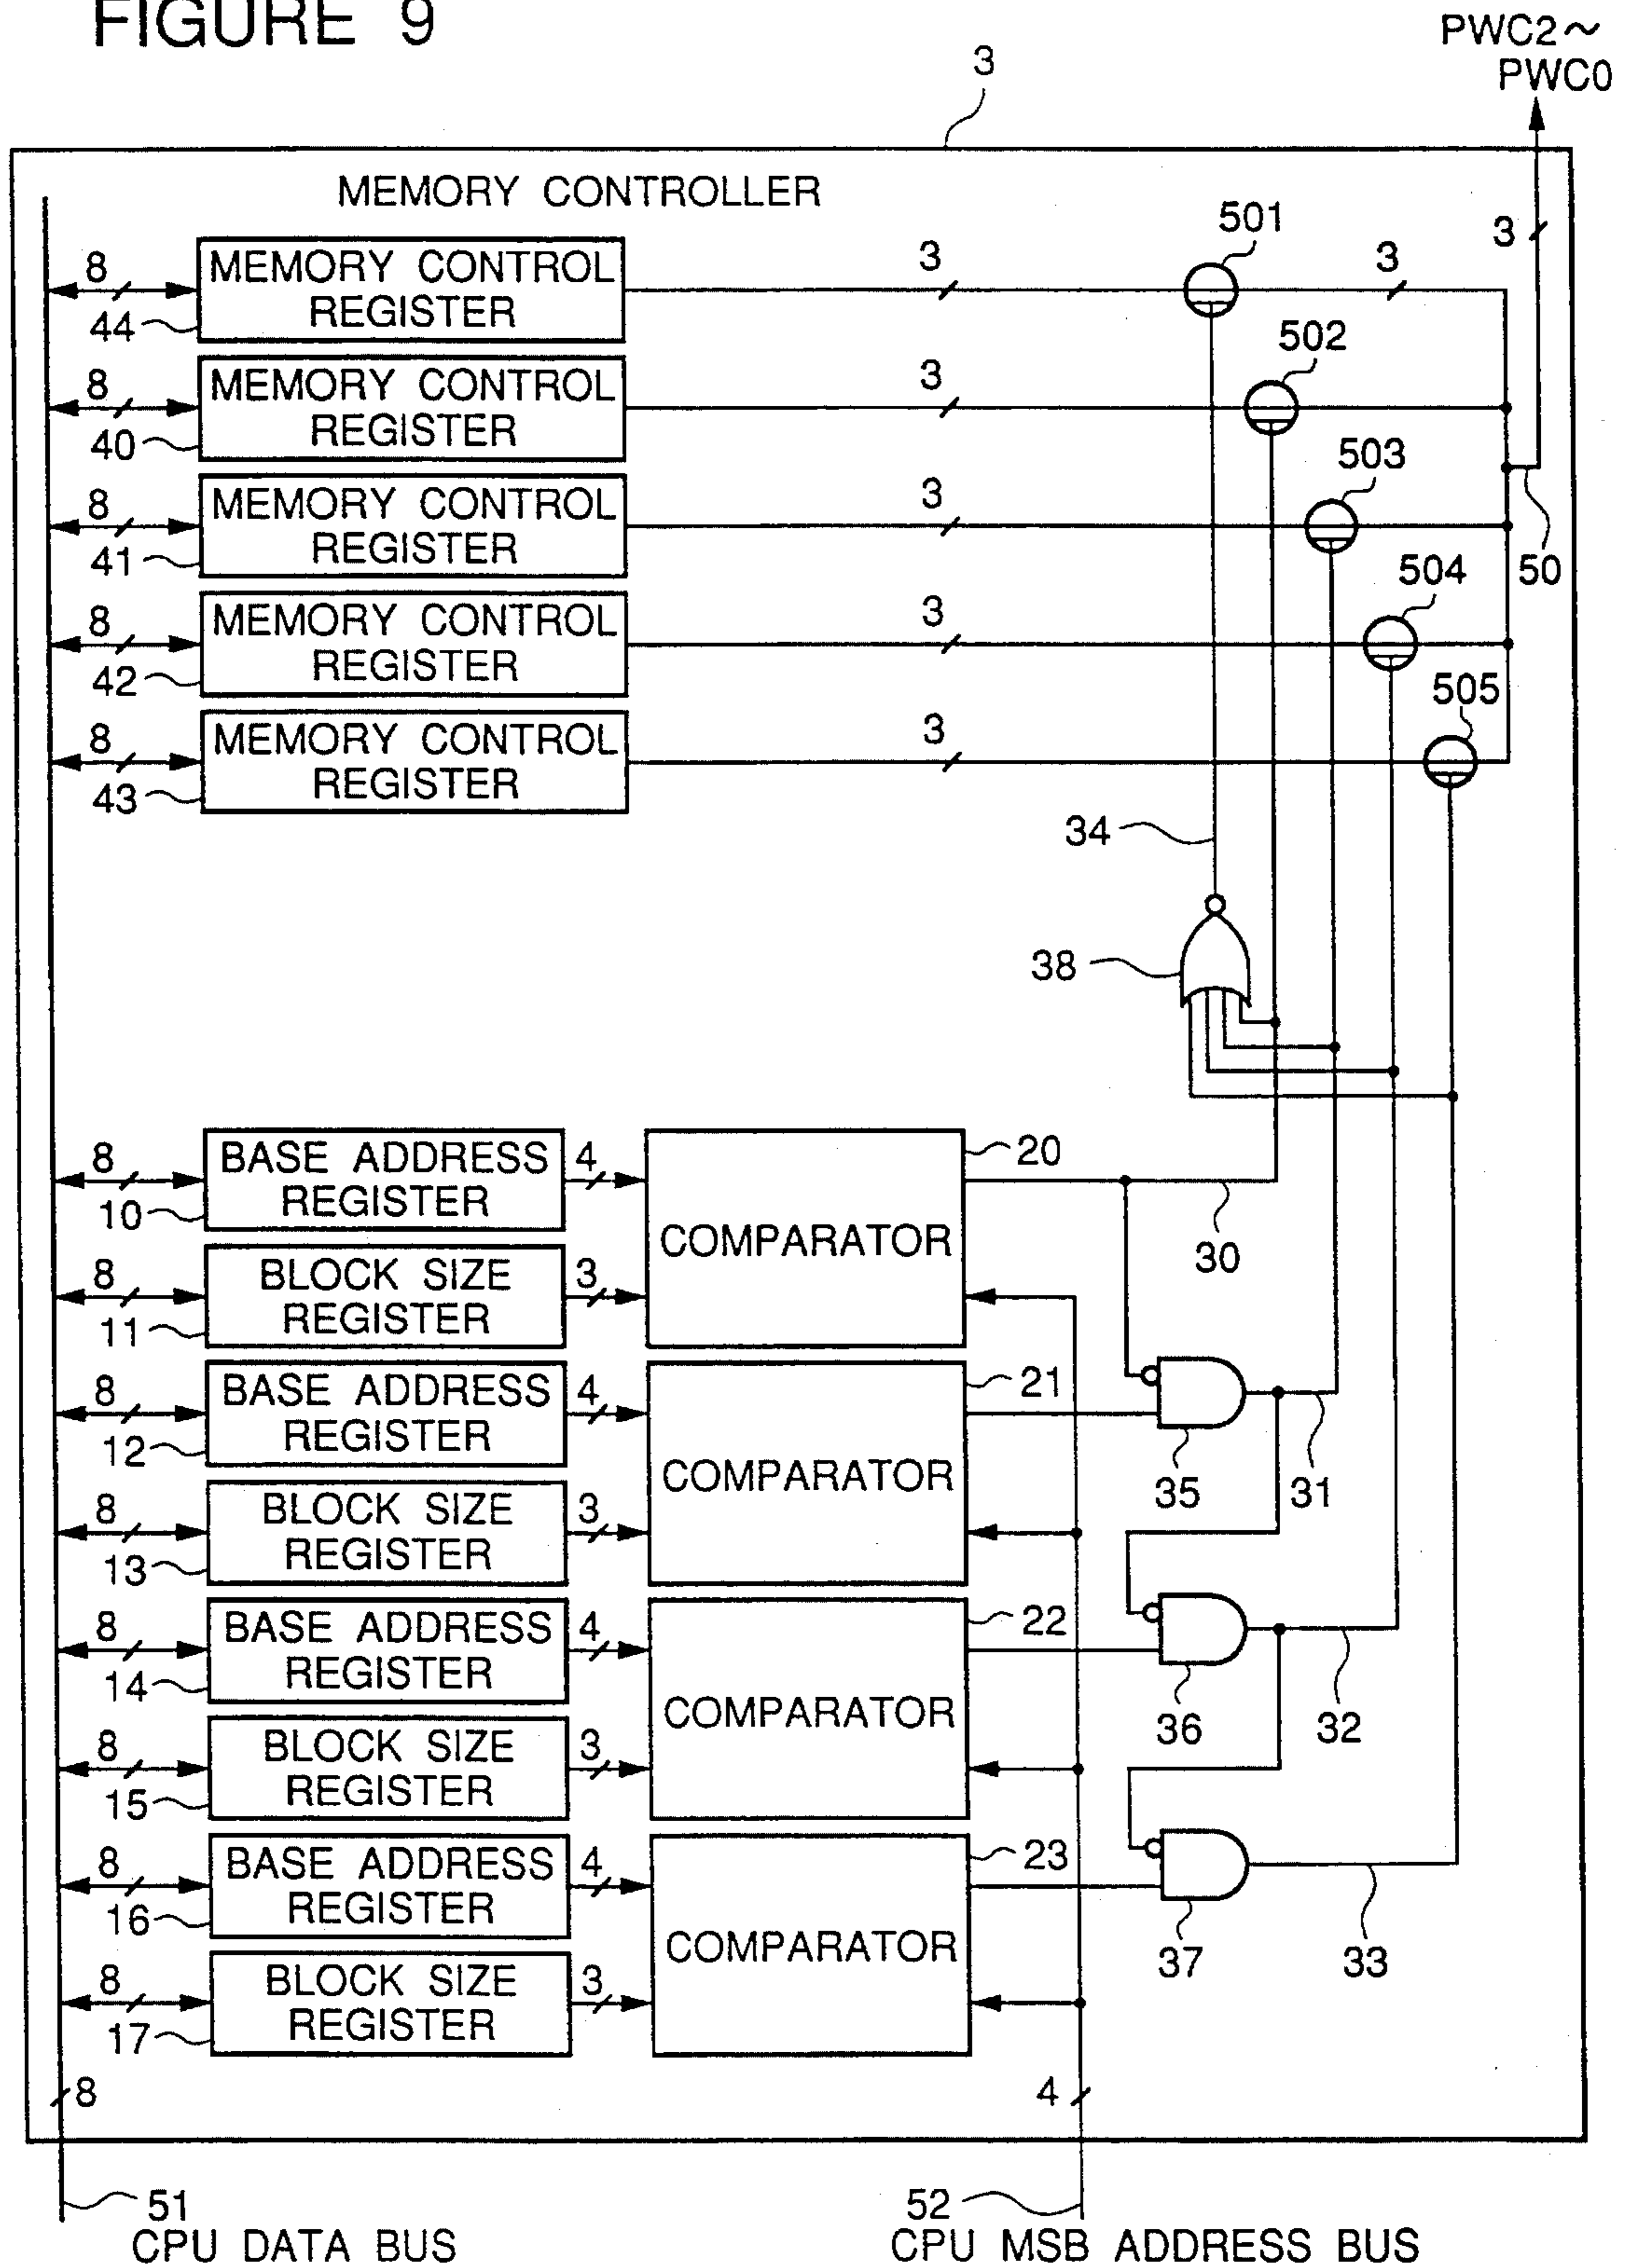 FIGURE 9
PWC2~
PWC0
3
MEMORY CONTROLLER
3
501
8
MEMORY CONTROL
REGISTER
44
3
3
502
8
MEMORY CONTROL
REGISTER
40
3
503
8
MEMORY CONTROL
REGISTER
41
3
50
504
8
MEMORY CONTROL
REGISTER
42
3
505
8
MEMORY CONTROL
REGISTER
43
3
34
38
8
BASE ADDRESS
REGISTER
10
4
20
COMPARATOR
30
8
BLOCK SIZE
REGISTER
11
3
8
BASE ADDRESS
REGISTER
12
4
21
COMPARATOR
35
31
8
BLOCK SIZE
REGISTER
13
3
8
BASE ADDRESS
REGISTER
14
4
22
COMPARATOR
36
32
8
BLOCK SIZE
REGISTER
15
3
8
BASE ADDRESS
REGISTER
16
4
23
COMPARATOR
37
33
8
BLOCK SIZE
REGISTER
17
3
8
4
51
CPU DATA BUS
52
CPU MSB ADDRESS BUS